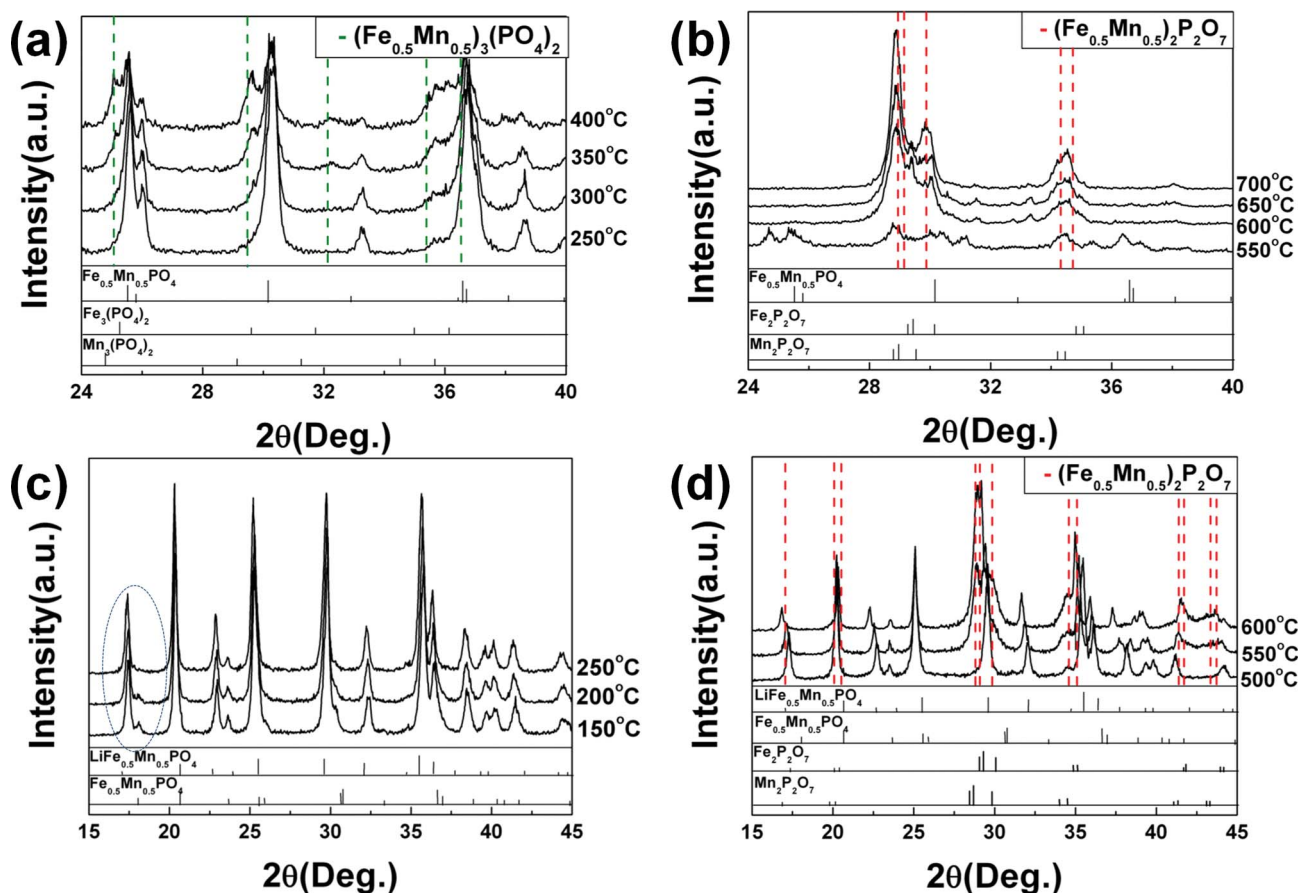 (a)
- (Fe0.5Mn0.5)3(PO4)2
400°C
350°C
300°C
250°C
Fe0.5Mn0.5PO4
Fe3(PO4)2
Mn3(PO4)2
24 28 32 36 40
2θ(Deg.)
Intensity(a.u.)
(b)
- (Fe0.5Mn0.5)2P2O7
700°C
650°C
600°C
550°C
Fe0.5Mn0.5PO4
Fe2P2O7
Mn2P2O7
24 28 32 36 40
2θ(Deg.)
Intensity(a.u.)
(c)
250°C
200°C
150°C
LiFe0.5Mn0.5PO4
Fe0.5Mn0.5PO4
15 20 25 30 35 40 45
2θ(Deg.)
Intensity(a.u.)
(d)
- (Fe0.5Mn0.5)2P2O7
600°C
550°C
500°C
LiFe0.5Mn0.5PO4
Fe0.5Mn0.5PO4
Fe2P2O7
Mn2P2O7
15 20 25 30 35 40 45
2θ(Deg.)
Intensity(a.u.)